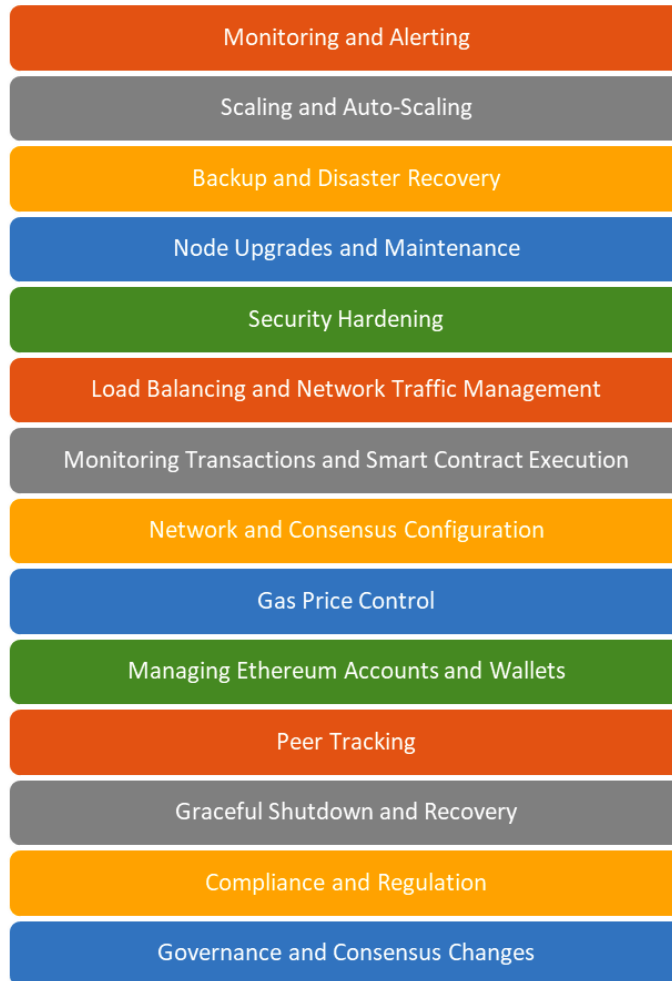 Monitoring and Alerting
Scaling and Auto-Scaling
Backup and Disaster Recovery
Node Upgrades and Maintenance
Security Hardening
Load Balancing and Network Traffic Management
Monitoring Transactions and Smart Contract Execution
Network and Consensus Configuration
Gas Price Control
Managing Ethereum Accounts and Wallets
Peer Tracking
Graceful Shutdown and Recovery
Compliance and Regulation
Governance and Consensus Changes